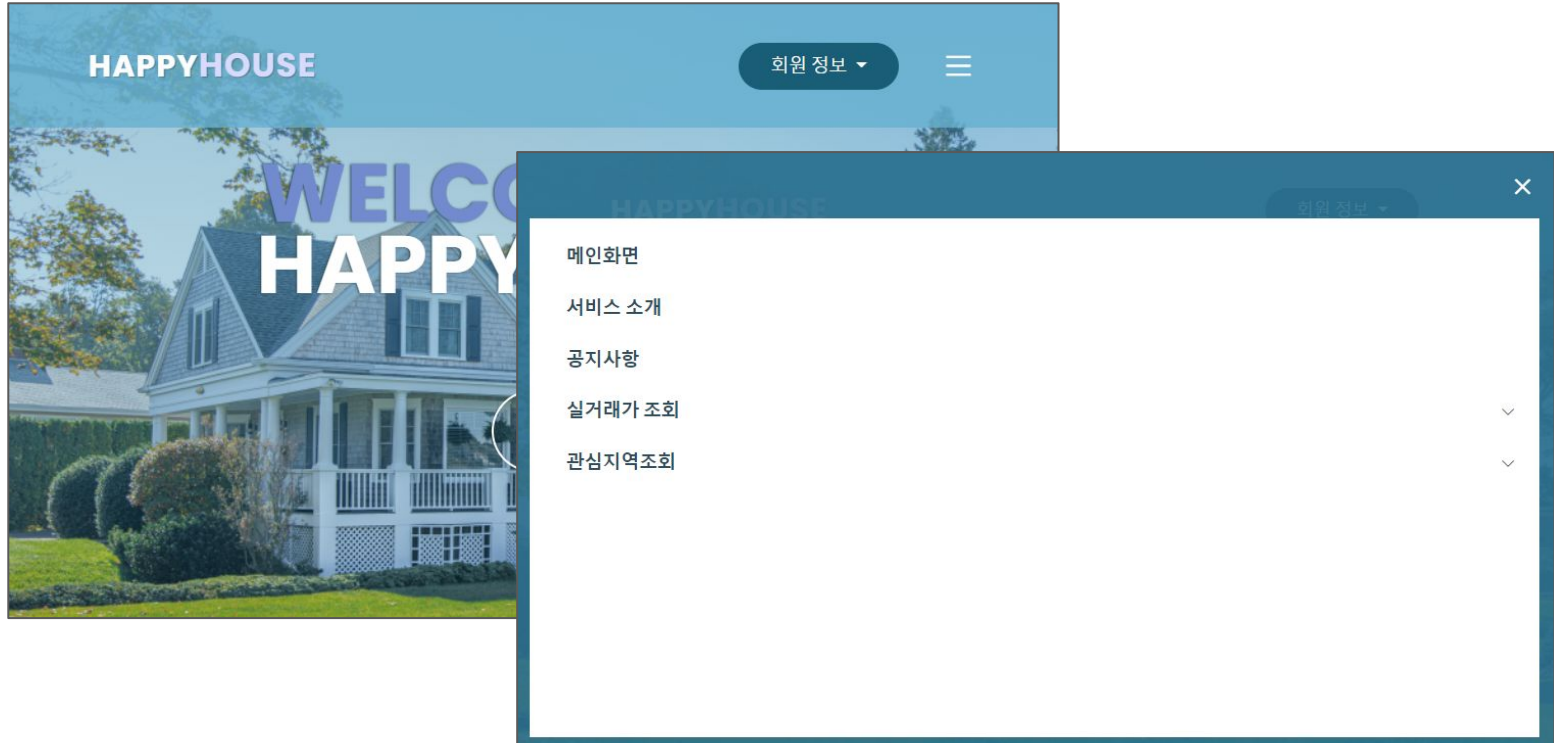 HAPPYHOUSE
회원 정보
WELCO
HAPPY
HAPPYHOUSE
회원 정보
메인화면
서비스 소개
공지사항
실거래가 조회
관심지역조회